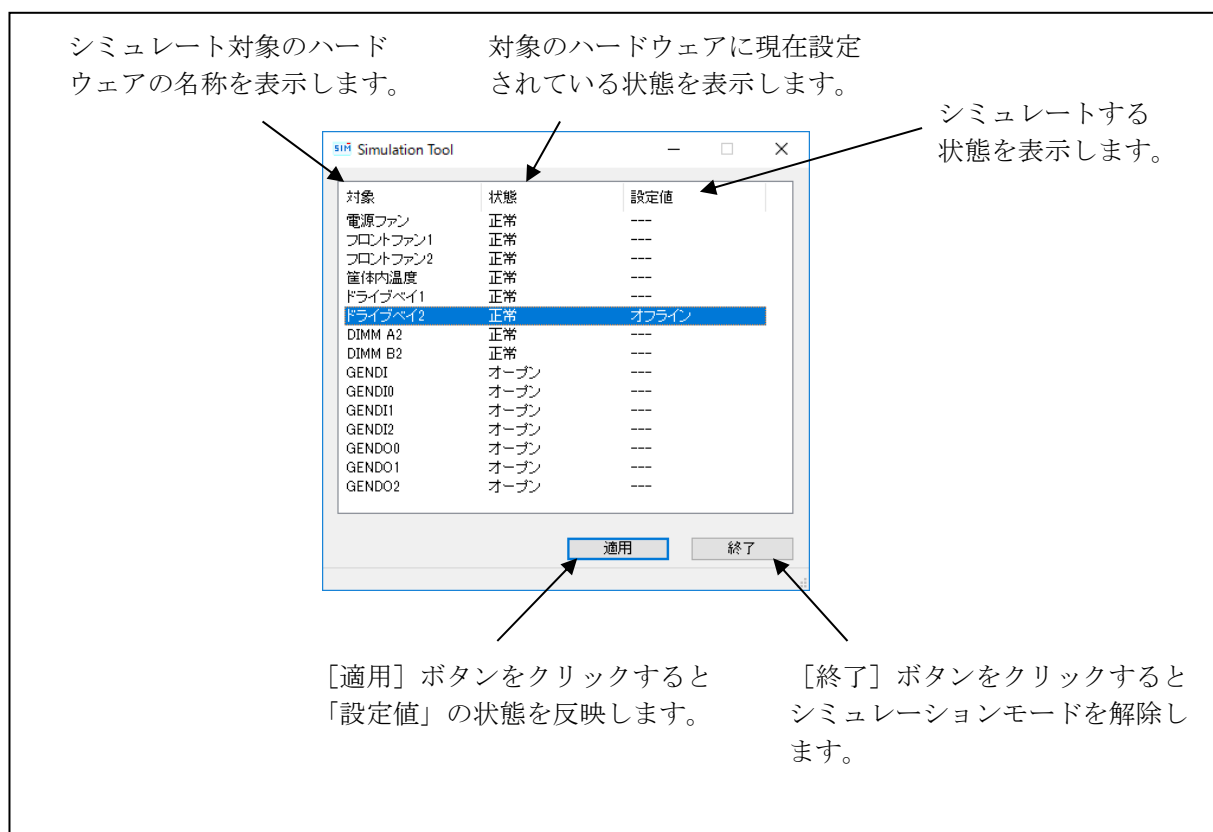 シミュレート対象のハード
ウェアの名称を表示します。
対象のハードウェアに現在設定
されている状態を表示します。
シミュレートする
状態を表示します。
SIM Simulation Tool
対象 状態 設定値
電源ファン 正常 ---
フロントファン1 正常 ---
フロントファン2 正常 ---
筐体内温度 正常 ---
ドライブベイ1 正常 ---
ドライブベイ2 正常 オフライン
DIMM A2 正常 ---
DIMM B2 正常 ---
GENDI オープン ---
GENDI0 オープン ---
GENDI1 オープン ---
GENDI2 オープン ---
GENDO0 オープン ---
GENDO1 オープン ---
GENDO2 オープン ---
適用 終了
［適用］ボタンをクリックすると
「設定値」の状態を反映します。
［終了］ボタンをクリックすると
シミュレーションモードを解除し
ます。